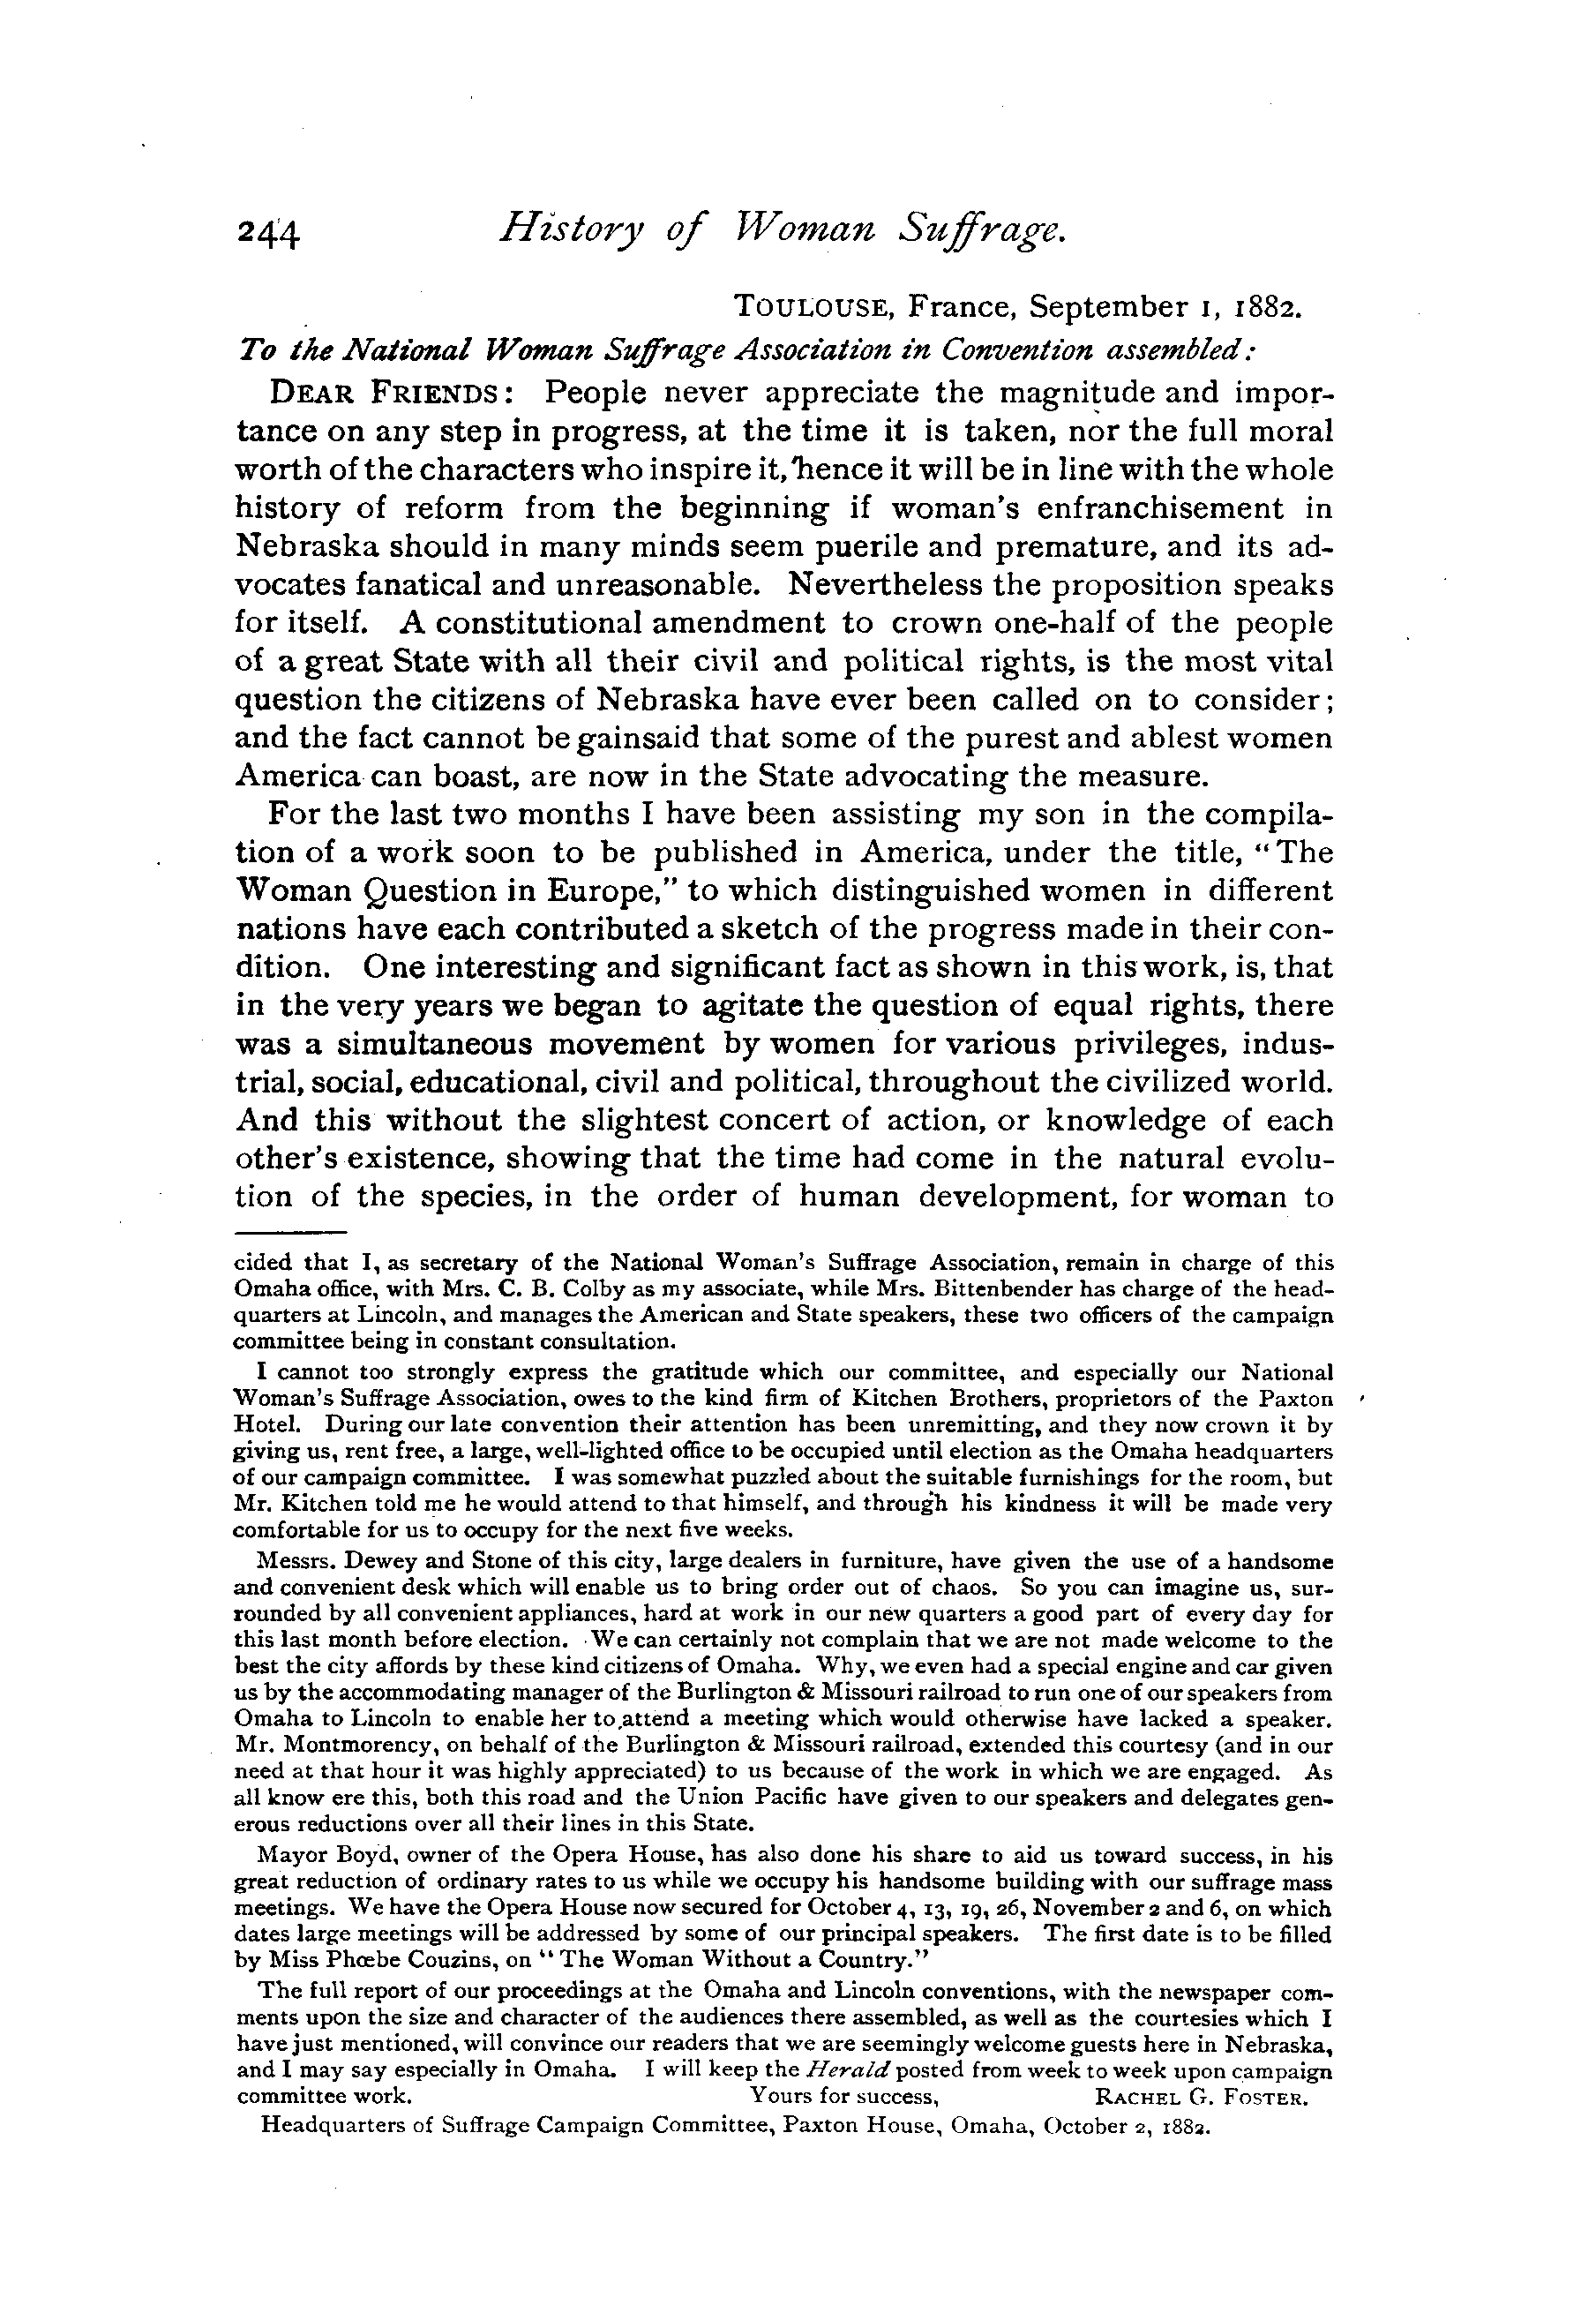 244 History of Woman Suffrage.
TOULOUSE, France, September 1, 1882.
To the National Woman Suffrage Association in Convention assembled:
DEAR FRIENDS: People never appreciate the magnitude and impor-
tance on any step in progress, at the time it is taken, nor the full moral
worth of the characters who inspire it, hence it will be in line with the whole
history of reform from the beginning if woman's enfranchisement in
Nebraska should in many minds seem puerile and premature, and its ad-
vocates fanatical and unreasonable. Nevertheless the proposition speaks
for itself. A constitutional amendment to crown one-half of the people
of a great State with all their civil and political rights, is the most vital
question the citizens of Nebraska have ever been called on to consider;
and the fact cannot be gainsaid that some of the purest and ablest women
America can boast, are now in the State advocating the measure.
For the last two months I have been assisting my son in the compila-
tion of a work soon to be published in America, under the title, "The
Woman Question in Europe," to which distinguished women in different
nations have each contributed a sketch of the progress made in their con-
dition. One interesting and significant fact as shown in this work, is, that
in the very years we began to agitate the question of equal rights, there
was a simultaneous movement by women for various privileges, indus-
trial, social, educational, civil and political, throughout the civilized world.
And this without the slightest concert of action, or knowledge of each
other's existence, showing that the time had come in the natural evolu-
tion of the species, in the order of human development, for woman to
cided that I, as secretary of the National Woman's Suffrage Association, remain in charge of this
Omaha office, with Mrs. C. B. Colby as my associate, while Mrs. Bittenbender has charge of the head-
quarters at Lincoln, and manages the American and State speakers, these two officers of the campaign
committee being in constant consultation.
I cannot too strongly express the gratitude which our committee, and especially our National
Woman's Suffrage Association, owes to the kind firm of Kitchen Brothers, proprietors of the Paxton
Hotel. During our late convention their attention has been unremitting, and they now crown it by
giving us, rent free, a large, well-lighted office to be occupied until election as the Omaha headquarters
of our campaign committee. I was somewhat puzzled about the suitable furnishings for the room, but
Mr. Kitchen told me he would attend to that himself, and through his kindness it will be made very
comfortable for us to occupy for the next five weeks.
Messrs. Dewey and Stone of this city, large dealers in furniture, have given the use of a handsome
and convenient desk which will enable us to bring order out of chaos. So you can imagine us, sur-
rounded by all convenient appliances, hard at work in our new quarters a good part of every day for
this last month before election. We can certainly not complain that we are not made welcome to the
best the city affords by these kind citizens of Omaha. Why, we even had a special engine and car given
us by the accommodating manager of the Burlington & Missouri railroad to run one of our speakers from
Omaha to Lincoln to enable her to attend a meeting which would otherwise have lacked a speaker.
Mr. Montmorency, on behalf of the Burlington & Missouri railroad, extended this courtesy (and in our
need at that hour it was highly appreciated) to us because of the work in which we are engaged. As
all know ere this, both this road and the Union Pacific have given to our speakers and delegates gen-
erous reductions over all their lines in this State.
Mayor Boyd, owner of the Opera House, has also done his share to aid us toward success, in his
great reduction of ordinary rates to us while we occupy his handsome building with our suffrage mass
meetings. We have the Opera House now secured for October 4, 13, 19, 26, November 2 and 6, on which
dates large meetings will be addressed by some of our principal speakers. The first date is to be filled
by Miss Phœbe Couzins, on "The Woman Without a Country."
The full report of our proceedings at the Omaha and Lincoln conventions, with the newspaper com-
ments upon the size and character of the audiences there assembled, as well as the courtesies which I
have just mentioned, will convince our readers that we are seemingly welcome guests here in Nebraska,
and I may say especially in Omaha. I will keep the Herald posted from week to week upon campaign
committee work. Yours for success, RACHEL G. FOSTER.
Headquarters of Suffrage Campaign Committee, Paxton House, Omaha, October 2, 1882.